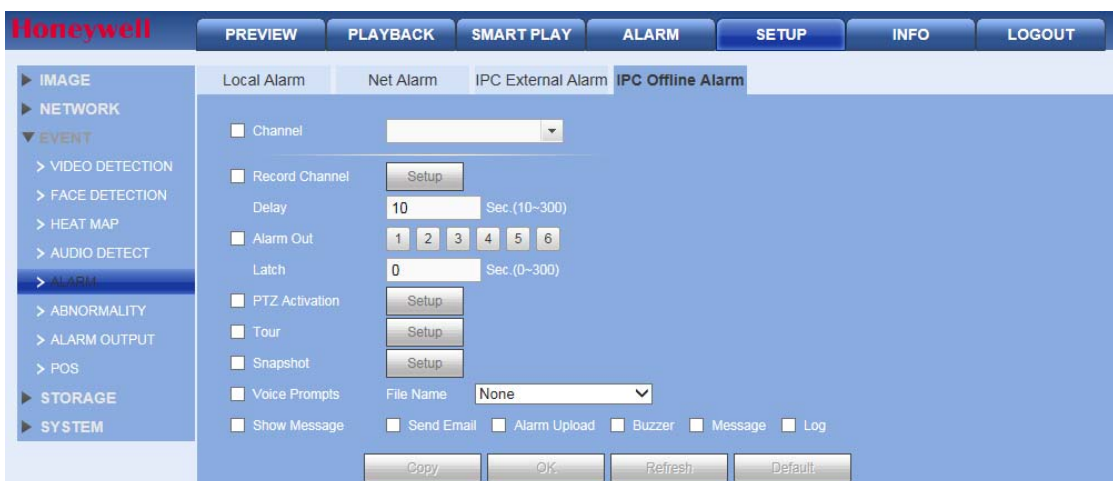 Honeywell
PREVIEW PLAYBACK SMART PLAY ALARM SETUP INFO LOGOUT
IMAGE
NETWORK
EVENT
> VIDEO DETECTION
> FACE DETECTION
> HEAT MAP
> AUDIO DETECT
> ALARM
> ABNORMALITY
> ALARM OUTPUT
> POS
STORAGE
SYSTEM
Local Alarm Net Alarm IPC External Alarm IPC Offline Alarm
Channel
Record Channel Setup
Delay 10 Sec.(10~300)
Alarm Out 1 2 3 4 5 6
Latch 0 Sec.(0~300)
PTZ Activation Setup
Tour Setup
Snapshot Setup
Voice Prompts File Name None
Show Message Send Email Alarm Upload Buzzer Message Log
Copy OK Refresh Default